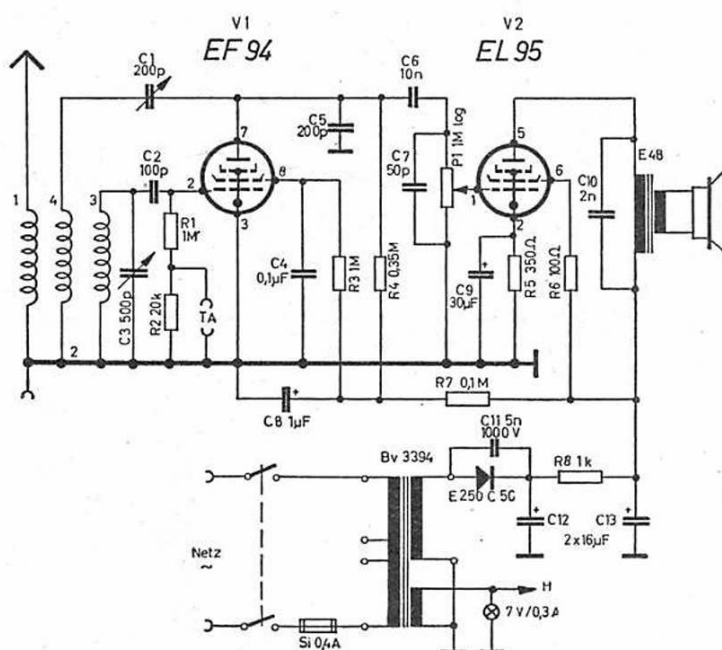 V1
EF 94
V2
EL 95
C1
200p
C6
10n
C5
200p
P1 1M log
C7
50p
E48
C10
2n
C2
100p
1
4
3
2
7
8
3
5
6
1
2
R1
1M
C3 500p
R2 20k
TA
C4
0,1µF
R3 1M
R4 0,35M
C9
30µF
R5 350Ω
R6 100Ω
2
R7 0,1M
C8 1µF
C11 5n
1000 V
Bv 3394
E 250 C 50
R8 1k
C12
C13
2 x 16µF
Netz
~
H
7 V/0,3 A
Si 0,4A